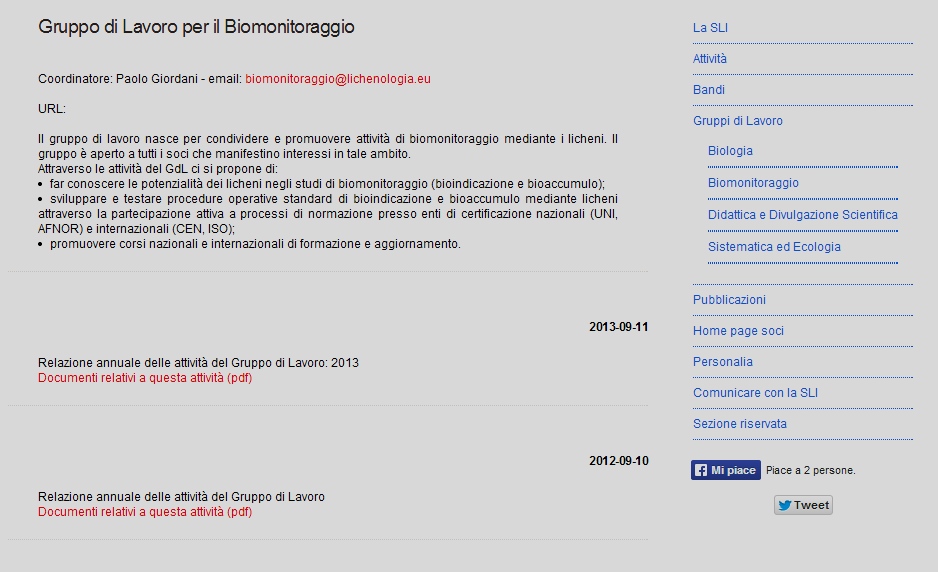 Gruppo di Lavoro per il Biomonitoraggio
Coordinatore: Paolo Giordani - email: biomonitoraggio@lichenologia.eu
URL:
Il gruppo di lavoro nasce per condividere e promuovere attività di biomonitoraggio mediante i licheni. Il
gruppo è aperto a tutti i soci che manifestino interessi in tale ambito.
Attraverso le attività del GdL ci si propone di:
• far conoscere le potenzialità dei licheni negli studi di biomonitoraggio (bioindicazione e bioaccumulo);
• sviluppare e testare procedure operative standard di bioindicazione e bioaccumulo mediante licheni
attraverso la partecipazione attiva a processi di normazione presso enti di certificazione nazionali (UNI,
AFNOR) e internazionali (CEN, ISO);
• promuovere corsi nazionali e internazionali di formazione e aggiornamento.
2013-09-11
Relazione annuale delle attività del Gruppo di Lavoro: 2013
Documenti relativi a questa attività (pdf)
2012-09-10
Relazione annuale delle attività del Gruppo di Lavoro
Documenti relativi a questa attività (pdf)
La SLI
Attività
Bandi
Gruppi di Lavoro
Biologia
Biomonitoraggio
Didattica e Divulgazione Scientifica
Sistematica ed Ecologia
Pubblicazioni
Home page soci
Personalia
Comunicare con la SLI
Sezione riservata
Mi piace Piace a 2 persone.
Tweet